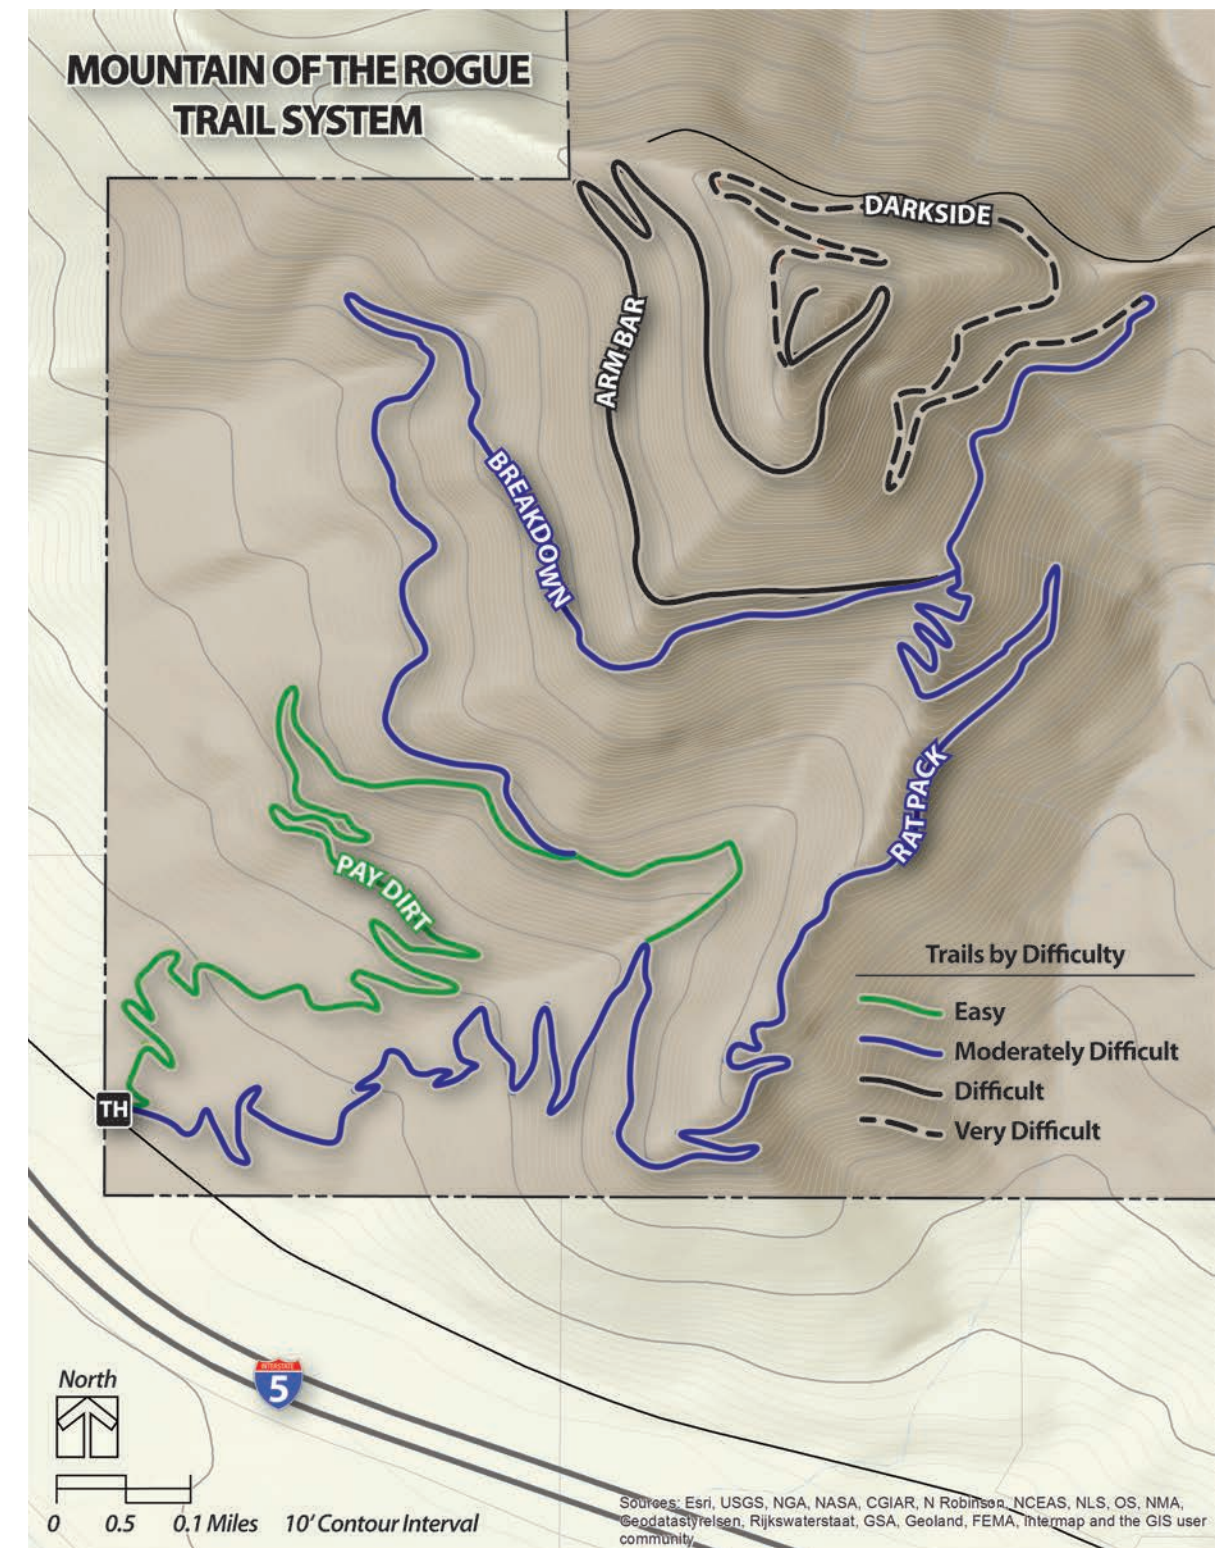 MOUNTAIN OF THE ROGUE
TRAIL SYSTEM
DARKSIDE
ARM BAR
BREAKDOWN
RAT PACK
PAY DIRT
Trails by Difficulty
Easy
Moderately Difficult
Difficult
Very Difficult
TH
INTERSTATE
5
North
0 0.5 0.1 Miles 10' Contour Interval
Sources: Esri, USGS, NGA, NASA, CGIAR, N Robinson, NCEAS, NLS, OS, NMA,
Geodatastyrelsen, Rijkswaterstaat, GSA, Geoland, FEMA, Intermap and the GIS user
community